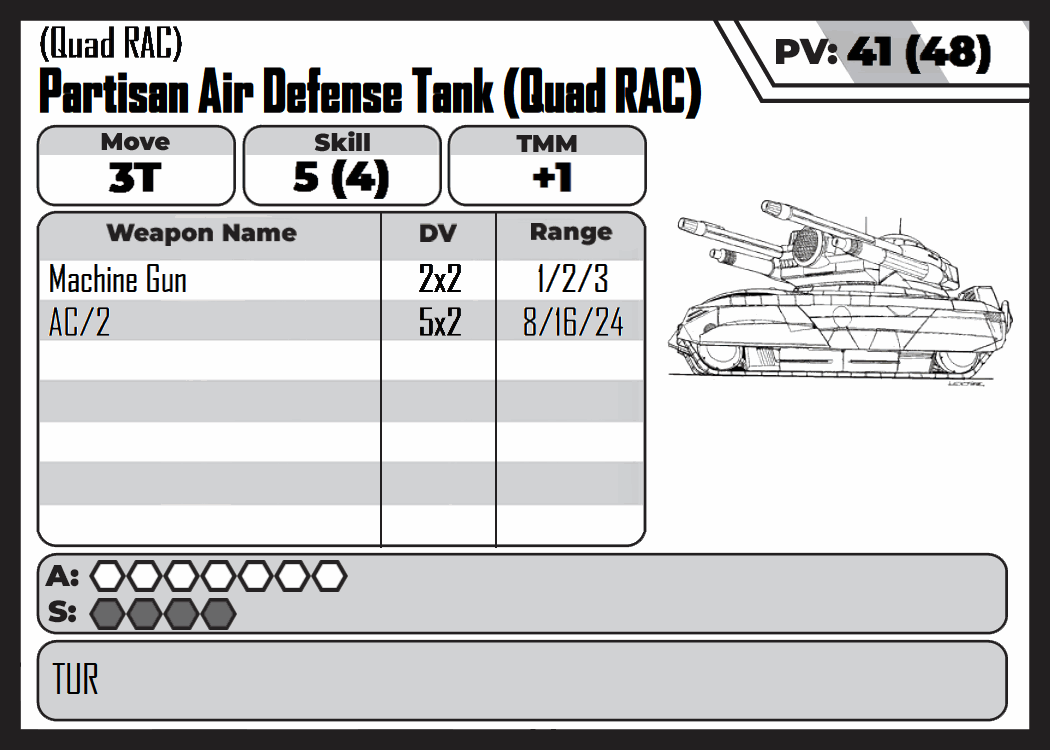 (Quad RAC)
Partisan Air Defense Tank (Quad RAC)
PV: 41 (48)
Move Skill TMM
3T 5 (4) +1
Weapon Name DV Range
Machine Gun 2x2 1/2/3
AC/2 5x2 8/16/24
A:
S:
TUR